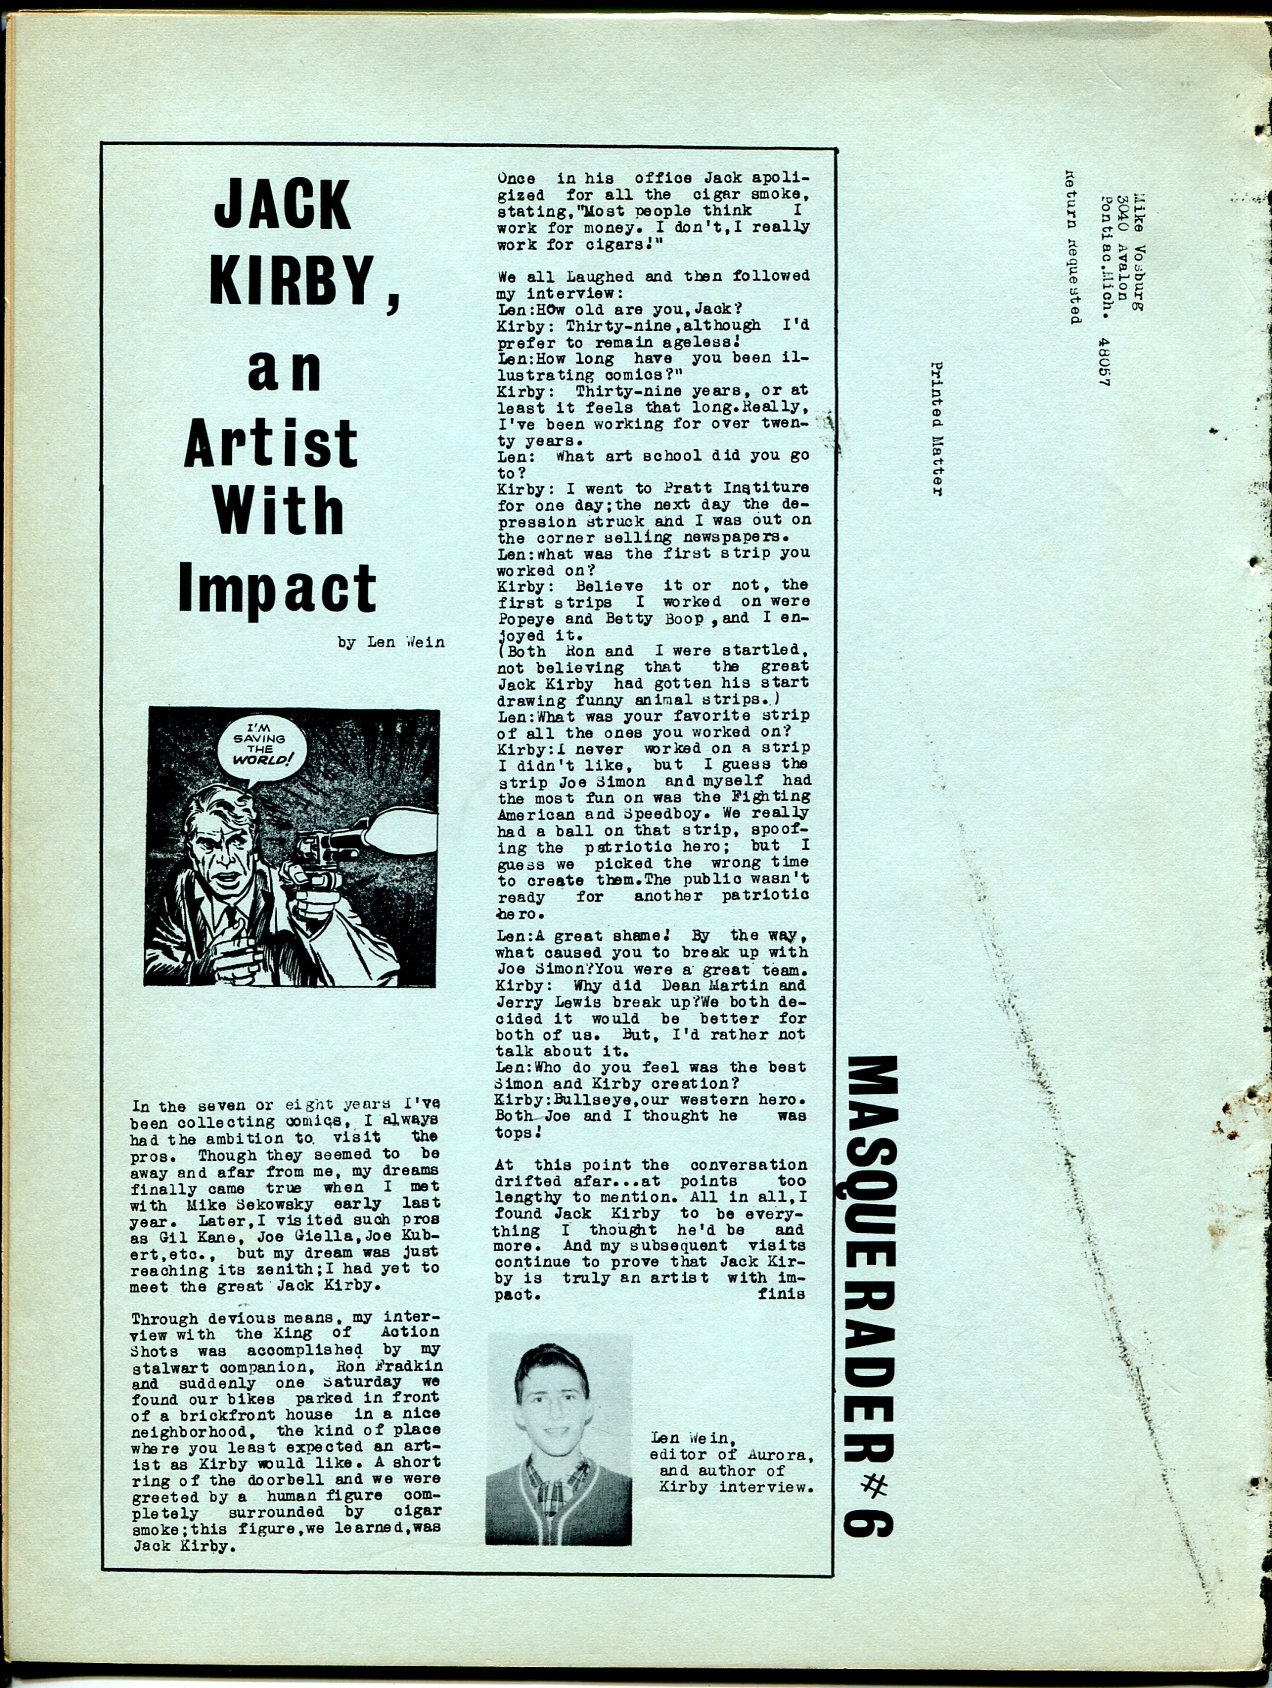 JACK
KIRBY,
an
Artist
With
Impact
by Len Wein
I'M
SAVING
THE
WORLD!
In the seven or eight years I've
been collecting comics, I always
had the ambition to visit the
pros. Though they seemed to be
away and afar from me, my dreams
finally came true when I met
with Mike Sekowsky early last
year. Later,I visited such pros
as Gil Kane, Joe Giella,Joe Kub-
ert,etc., but my dream was just
reaching its zenith;I had yet to
meet the great Jack Kirby.
Through devious means, my inter-
view with the King of Action
Shots was accomplished by my
stalwart companion, Ron Fradkin
and suddenly one Saturday we
found our bikes parked in front
of a brickfront house in a nice
neighborhood, the kind of place
where you least expected an art-
ist as Kirby would like. A short
ring of the doorbell and we were
greeted by a human figure com-
pletely surrounded by cigar
smoke;this figure,we learned,was
Jack Kirby.
Once in his office Jack apoli-
gized for all the cigar smoke,
stating,"Most people think I
work for money. I don't,I really
work for cigars!"
We all Laughed and then followed
my interview:
Len:HOw old are you,Jack?
Kirby: Thirty-nine,although I'd
prefer to remain ageless!
Len:How long have you been il-
lustrating comics?"
Kirby: Thirty-nine years, or at
least it feels that long.Really,
I've been working for over twen-
ty years.
Len: What art school did you go
to?
Kirby: I went to Pratt Institure
for one day;the next day the de-
pression struck and I was out on
the corner selling newspapers.
Len:What was the first strip you
worked on?
Kirby: Believe it or not, the
first strips I worked on were
Popeye and Betty Boop ,and I en-
joyed it.
(Both Ron and I were startled,
not believing that the great
Jack Kirby had gotten his start
drawing funny animal strips.)
Len:What was your favorite strip
of all the ones you worked on?
Kirby:I never worked on a strip
I didn't like, but I guess the
strip Joe Simon and myself had
the most fun on was the Fighting
American and Speedboy. We really
had a ball on that strip, spoof-
ing the patriotic hero; but I
guess we picked the wrong time
to create them.The public wasn't
ready for another patriotic
hero.
Len:A great shame! By the way,
what caused you to break up with
Joe Simon?You were a great team.
Kirby: Why did Dean Martin and
Jerry Lewis break up?We both de-
cided it would be better for
both of us. But, I'd rather not
talk about it.
Len:Who do you feel was the best
Simon and Kirby creation?
Kirby:Bullseye,our western hero.
Both Joe and I thought he was
tops!
At this point the conversation
drifted afar...at points too
lengthy to mention. All in all,I
found Jack Kirby to be every-
thing I thought he'd be and
more. And my subsequent visits
continue to prove that Jack Kir-
by is truly an artist with im-
pact. finis
Len Wein,
editor of Aurora,
and author of
Kirby interview.
MASQUERADER #6
Mike Vosburg
3040 Avalon
Pontiac,Mich. 48057
Return Requested
Printed Matter